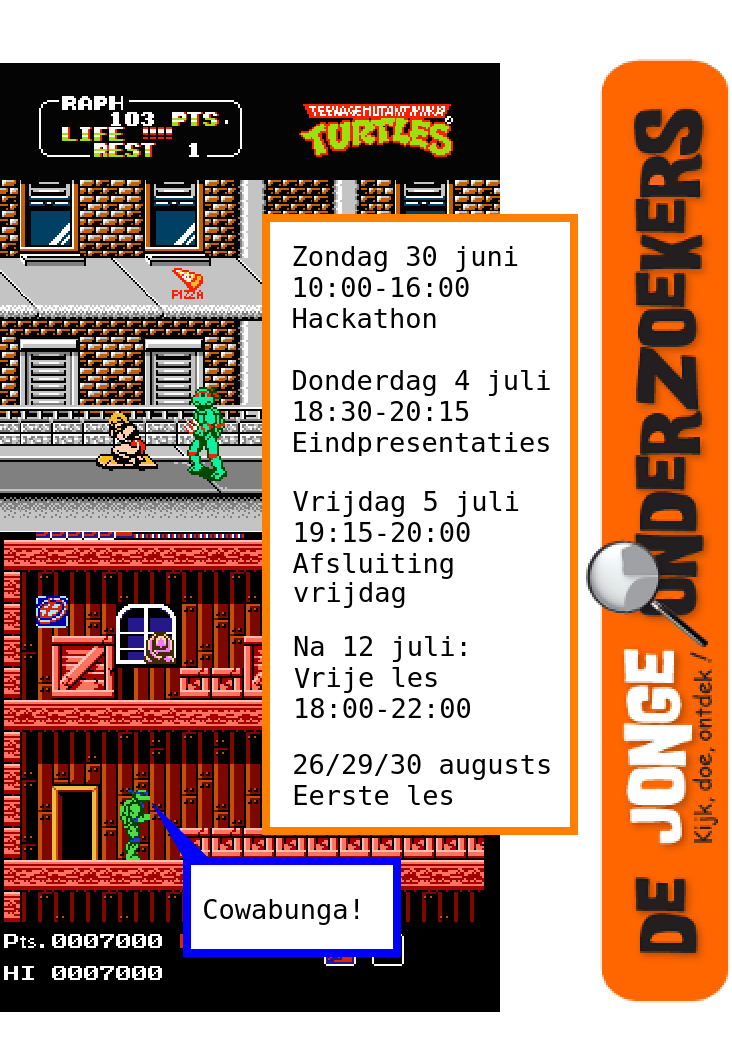 RAPH
103 PTS.
LIFE !!!!
REST 1
TEENAGE MUTANT NINJA
TURTLES
PIZZA
Zondag 30 juni
10:00-16:00
Hackathon
Donderdag 4 juli
18:30-20:15
Eindpresentaties
Vrijdag 5 juli
19:15-20:00
Afsluiting
vrijdag
Na 12 juli:
Vrije les
18:00-22:00
26/29/30 augusts
Eerste les
Cowabunga!
Pts. 0007000
HI 0007000
DE JONGE ONDERZOEKERS
Kijk, doe, ontdek /